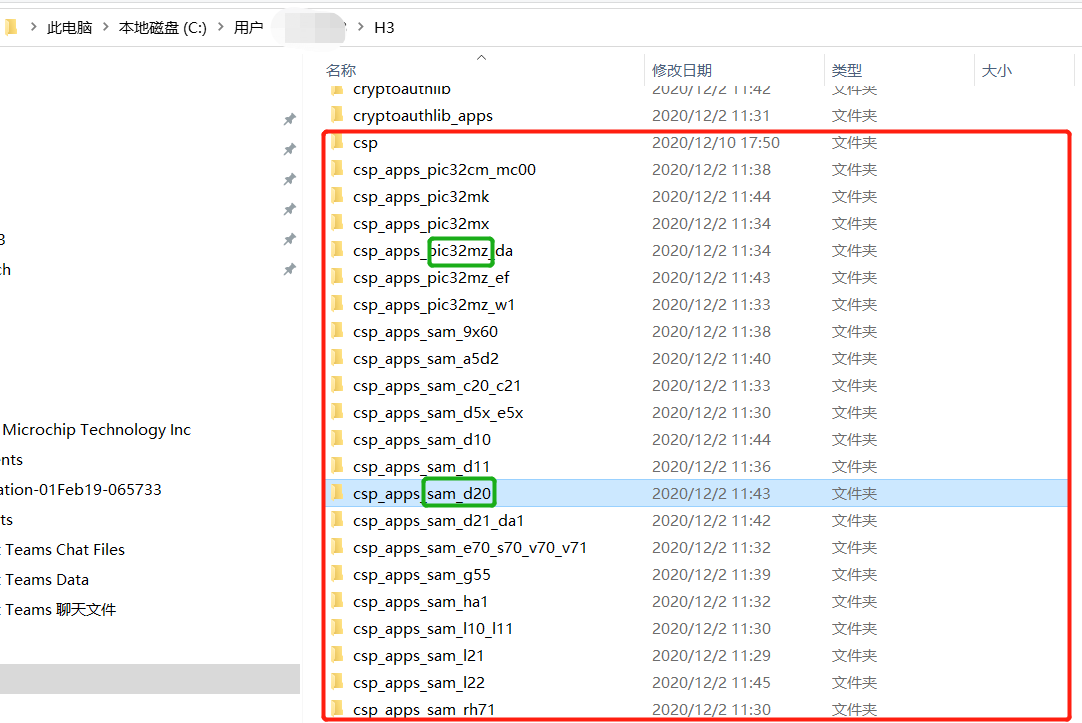 此电脑 > 本地磁盘 (C:) > 用户 > H3
名称 修改日期 类型 大小
cryptoauthlib 2020/12/2 11:42 文件夹
cryptoauthlib_apps 2020/12/2 11:31 文件夹
csp 2020/12/10 17:50 文件夹
csp_apps_pic32cm_mc00 2020/12/2 11:38 文件夹
csp_apps_pic32mk 2020/12/2 11:44 文件夹
csp_apps_pic32mx 2020/12/2 11:34 文件夹
csp_apps_pic32mz_da 2020/12/2 11:34 文件夹
csp_apps_pic32mz_ef 2020/12/2 11:43 文件夹
csp_apps_pic32mz_w1 2020/12/2 11:33 文件夹
csp_apps_sam_9x60 2020/12/2 11:38 文件夹
csp_apps_sam_a5d2 2020/12/2 11:40 文件夹
csp_apps_sam_c20_c21 2020/12/2 11:33 文件夹
csp_apps_sam_d5x_e5x 2020/12/2 11:30 文件夹
csp_apps_sam_d10 2020/12/2 11:44 文件夹
csp_apps_sam_d11 2020/12/2 11:36 文件夹
csp_apps_sam_d20 2020/12/2 11:43 文件夹
csp_apps_sam_d21_da1 2020/12/2 11:42 文件夹
csp_apps_sam_e70_s70_v70_v71 2020/12/2 11:32 文件夹
csp_apps_sam_g55 2020/12/2 11:39 文件夹
csp_apps_sam_ha1 2020/12/2 11:32 文件夹
csp_apps_sam_l10_l11 2020/12/2 11:30 文件夹
csp_apps_sam_l21 2020/12/2 11:29 文件夹
csp_apps_sam_l22 2020/12/2 11:45 文件夹
csp_apps_sam_rh71 2020/12/2 11:30 文件夹
3
ch
Microchip Technology Inc
ents
ation-01Feb19-065733
ts
Teams Chat Files
Teams Data
Teams 聊天文件